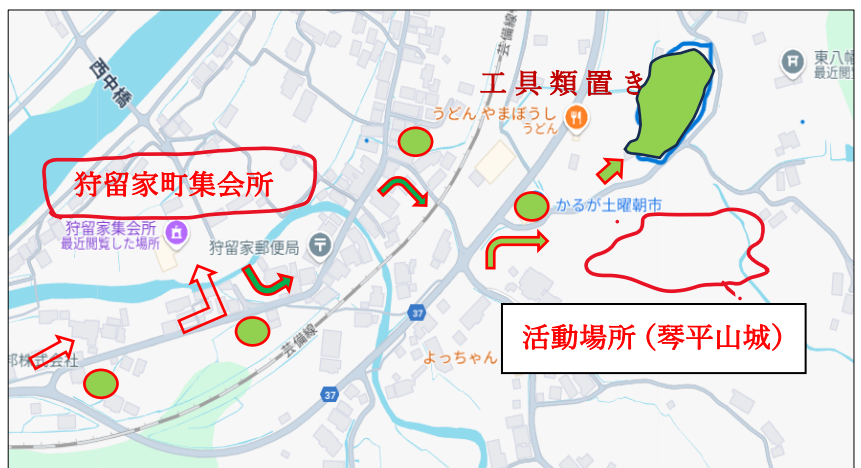 芸備線
西中橋
工具類置き
東八幡
最近閲覧
うどん やまぼうし
うどん
狩留家町集会所
かるが土曜朝市
狩留家集会所
最近閲覧した場所
狩留家郵便局
37
活動場所（琴平山城）
芸備線
よっちゃん
邦株式会社
37